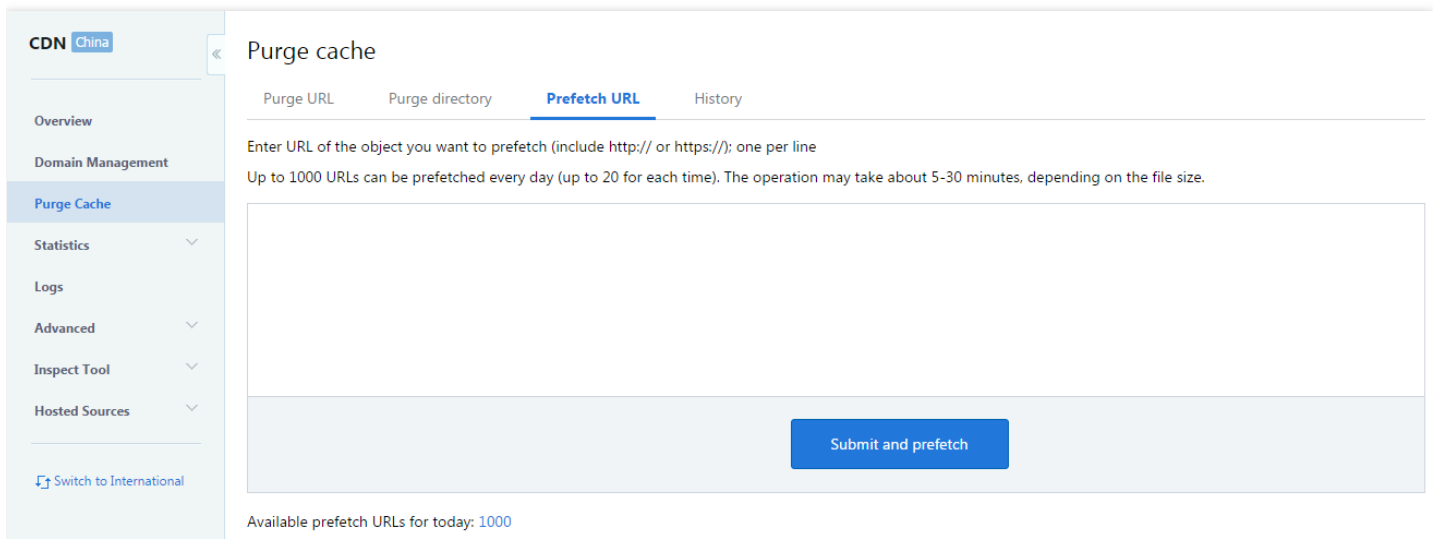 CDN China
Overview
Domain Management
Purge Cache
Statistics
Logs
Advanced
Inspect Tool
Hosted Sources
Switch to International
Purge cache
Purge URL Purge directory Prefetch URL History
Enter URL of the object you want to prefetch (include http:// or https://); one per line
Up to 1000 URLs can be prefetched every day (up to 20 for each time). The operation may take about 5-30 minutes, depending on the file size.
Submit and prefetch
Available prefetch URLs for today: 1000